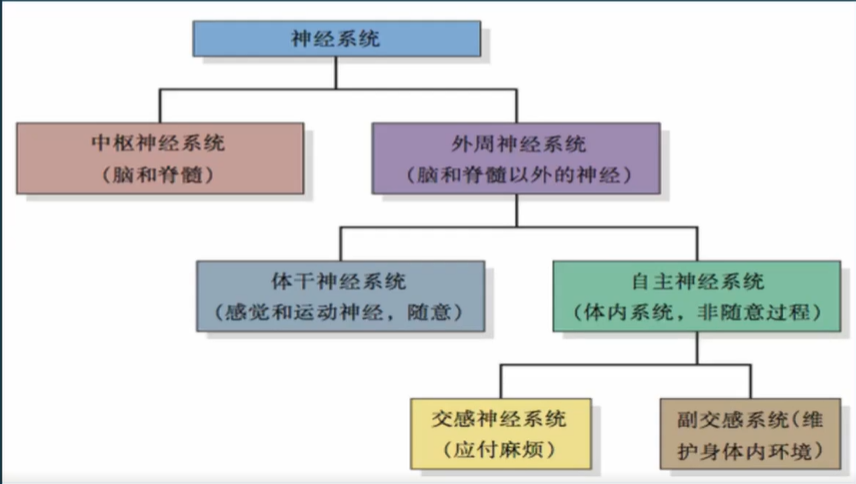 神经系统
中枢神经系统
（脑和脊髓）
外周神经系统
（脑和脊髓以外的神经）
体干神经系统
(感觉和运动神经，随意)
自主神经系统
(体内系统，非随意过程)
交感神经系统
（应付麻烦）
副交感系统(维
护身体内环境)